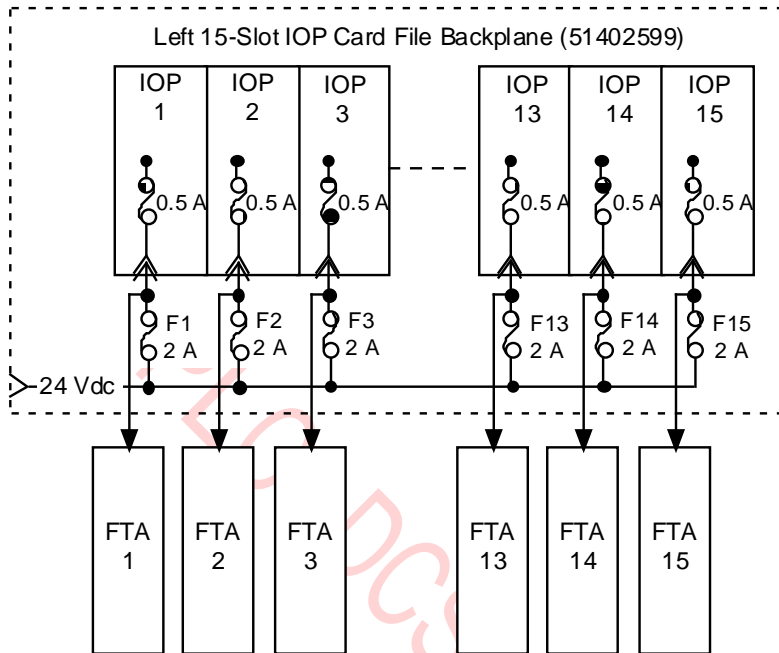 Left 15-Slot IOP Card File Backplane (51402599)
IOP 1
IOP 2
IOP 3
IOP 13
IOP 14
IOP 15
0.5 A
0.5 A
0.5 A
0.5 A
0.5 A
0.5 A
F1
2 A
F2
2 A
F3
2 A
F13
2 A
F14
2 A
F15
2 A
24 Vdc
FTA 1
FTA 2
FTA 3
FTA 13
FTA 14
FTA 15